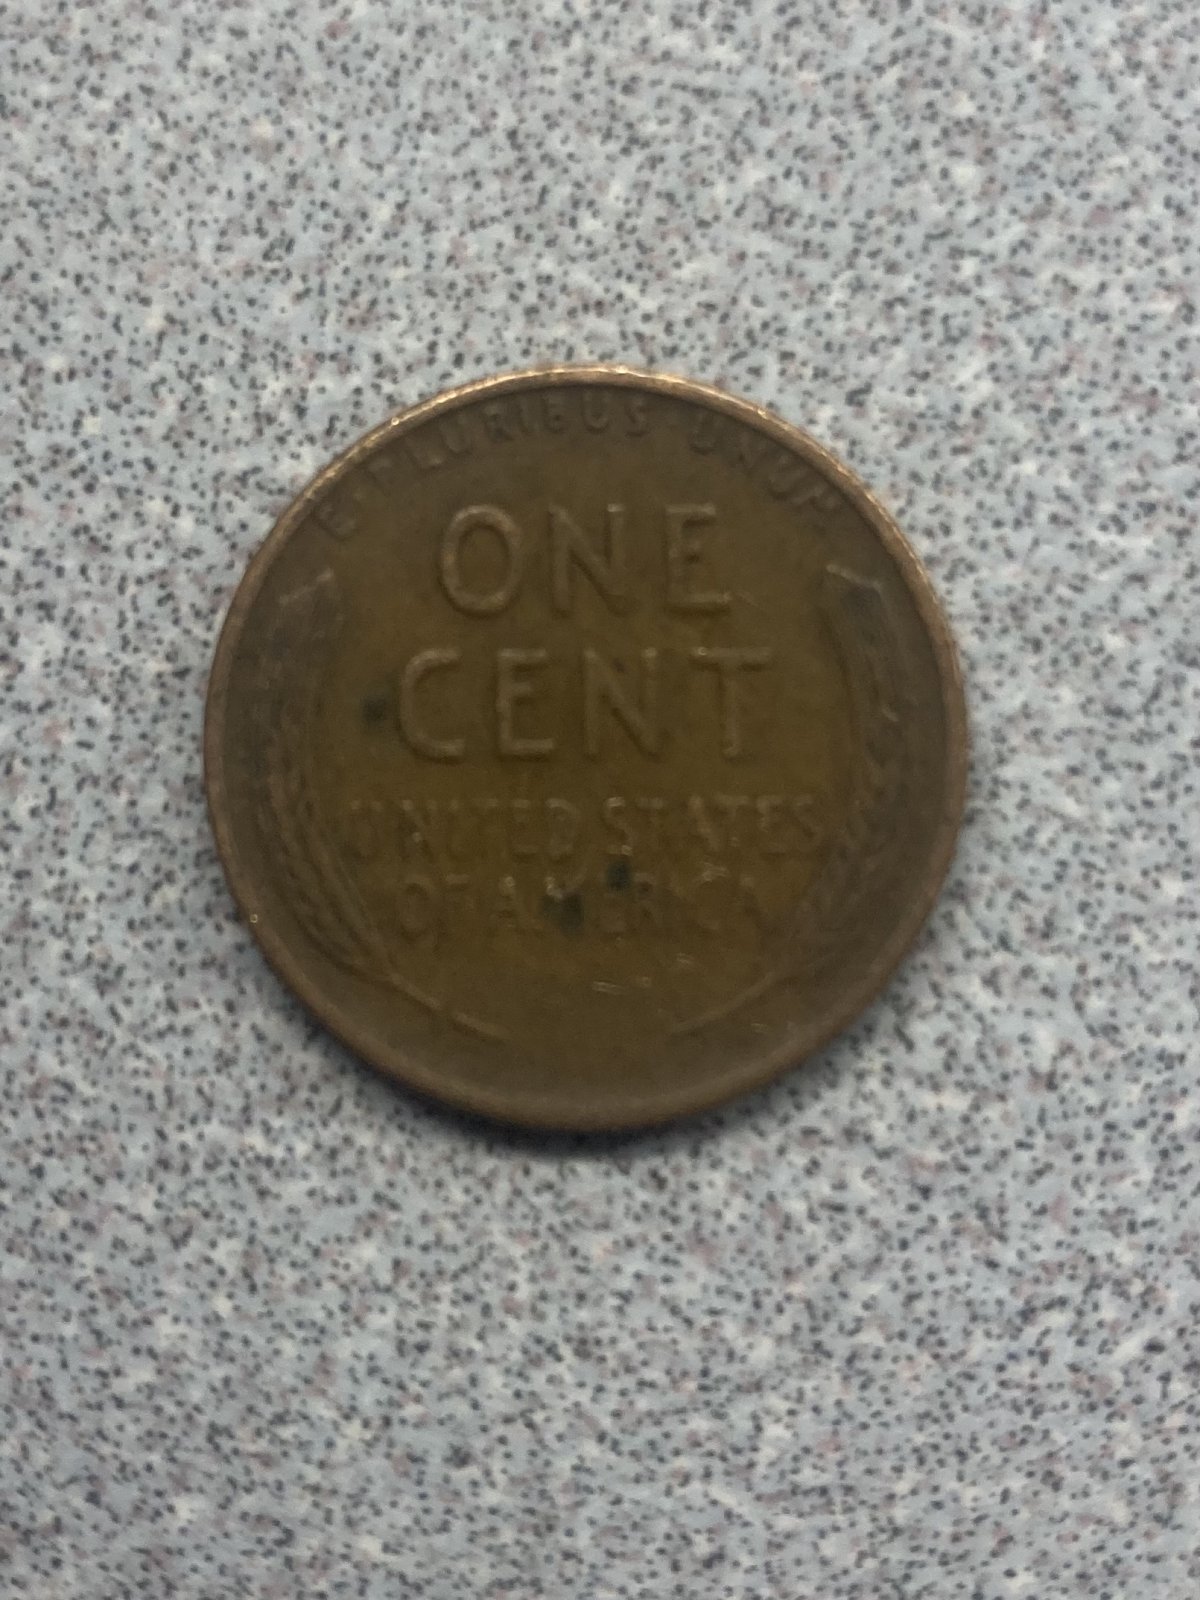 E·PLURIBUS·UNUM
ONE
CENT
UNITED STATES
OF AMERICA